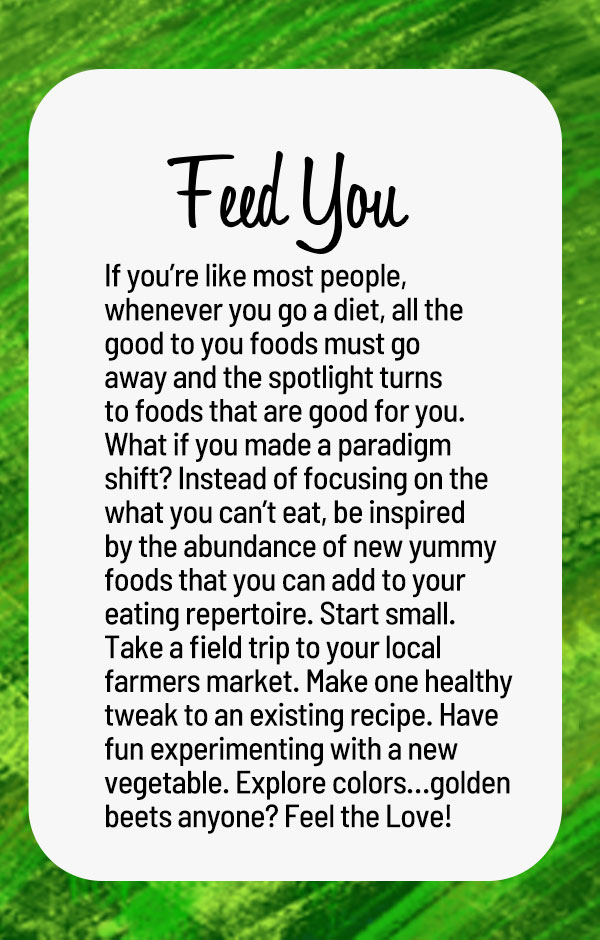 Feed You
If you’re like most people,
whenever you go a diet, all the
good to you foods must go
away and the spotlight turns
to foods that are good for you.
What if you made a paradigm
shift? Instead of focusing on the
what you can’t eat, be inspired
by the abundance of new yummy
foods that you can add to your
eating repertoire. Start small.
Take a field trip to your local
farmers market. Make one healthy
tweak to an existing recipe. Have
fun experimenting with a new
vegetable. Explore colors...golden
beets anyone? Feel the Love!